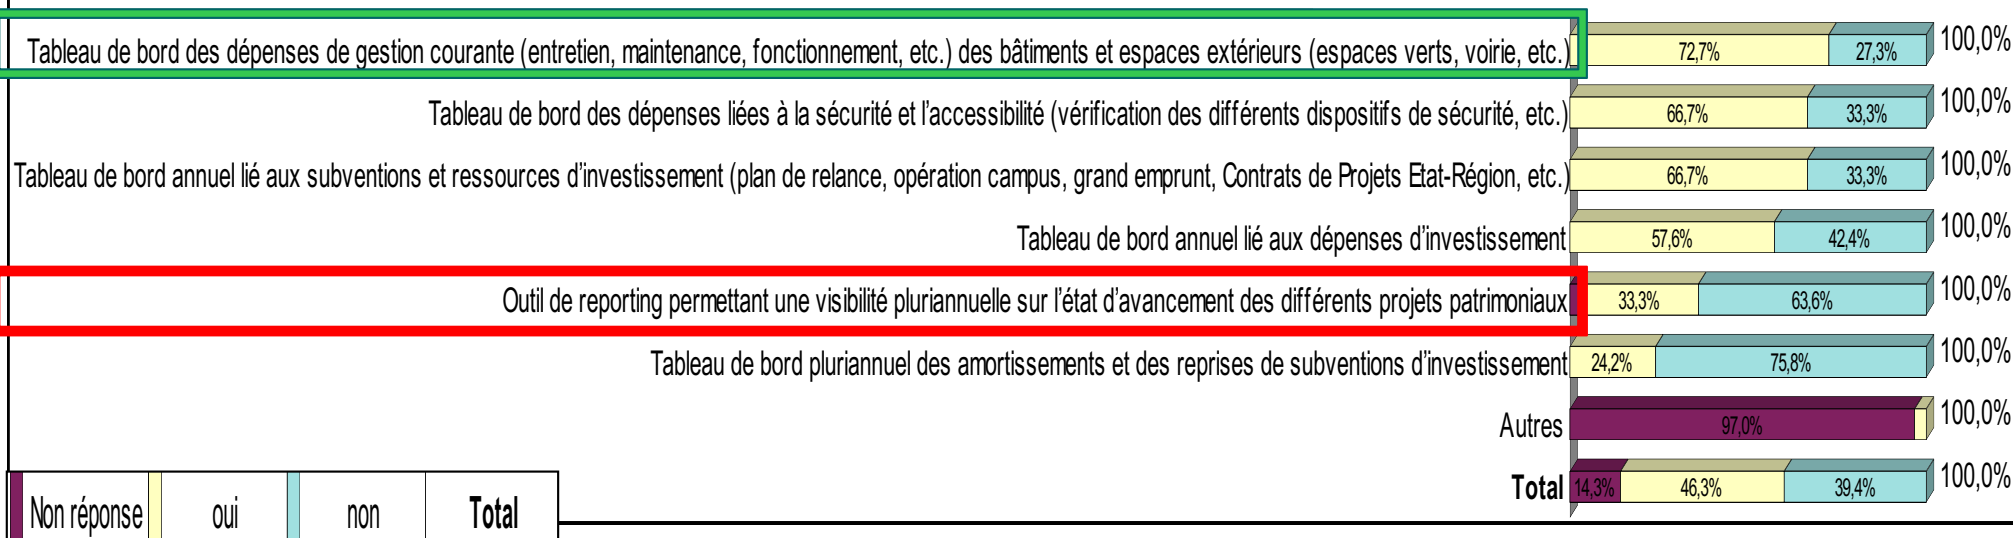 Tableau de bord des dépenses de gestion courante (entretien, maintenance, fonctionnement, etc.) des bâtiments et espaces extérieurs (espaces verts, voirie, etc.) 72,7% 27,3% 100,0%
Tableau de bord des dépenses liées à la sécurité et l'accessibilité (vérification des différents dispositifs de sécurité, etc.) 66,7% 33,3% 100,0%
Tableau de bord annuel lié aux subventions et ressources d'investissement (plan de relance, opération campus, grand emprunt, Contrats de Projets Etat-Région, etc.) 66,7% 33,3% 100,0%
Tableau de bord annuel lié aux dépenses d'investissement 57,6% 42,4% 100,0%
Outil de reporting permettant une visibilité pluriannuelle sur l'état d'avancement des différents projets patrimoniaux 33,3% 63,6% 100,0%
Tableau de bord pluriannuel des amortissements et des reprises de subventions d'investissement 24,2% 75,8% 100,0%
Autres 97,0% 100,0%
Total 14,3% 46,3% 39,4% 100,0%
Non réponse oui non Total